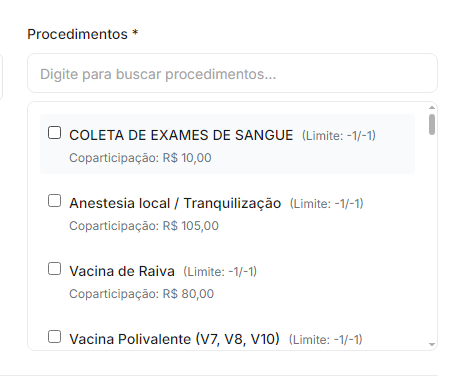 Procedimentos *
Digite para buscar procedimentos...
COLETA DE EXAMES DE SANGUE (Limite: -1/-1)
Coparticipação: R$ 10,00
Anestesia local / Tranquilização (Limite: -1/-1)
Coparticipação: R$ 105,00
Vacina de Raiva (Limite: -1/-1)
Coparticipação: R$ 80,00
Vacina Polivalente (V7, V8, V10) (Limite: -1/-1)